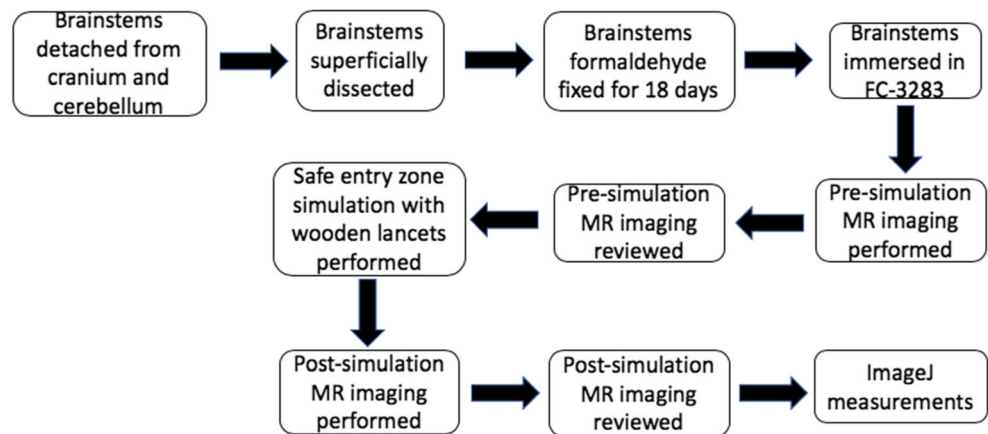 Brainstems
detached from
cranium and
cerebellum
Brainstems
superficially
dissected
Brainstems
formaldehyde
fixed for 18 days
Brainstems
immersed in
FC-3283
Pre-simulation
MR imaging
performed
Pre-simulation
MR imaging
reviewed
Safe entry zone
simulation with
wooden lancets
performed
Post-simulation
MR imaging
performed
Post-simulation
MR imaging
reviewed
ImageJ
measurements